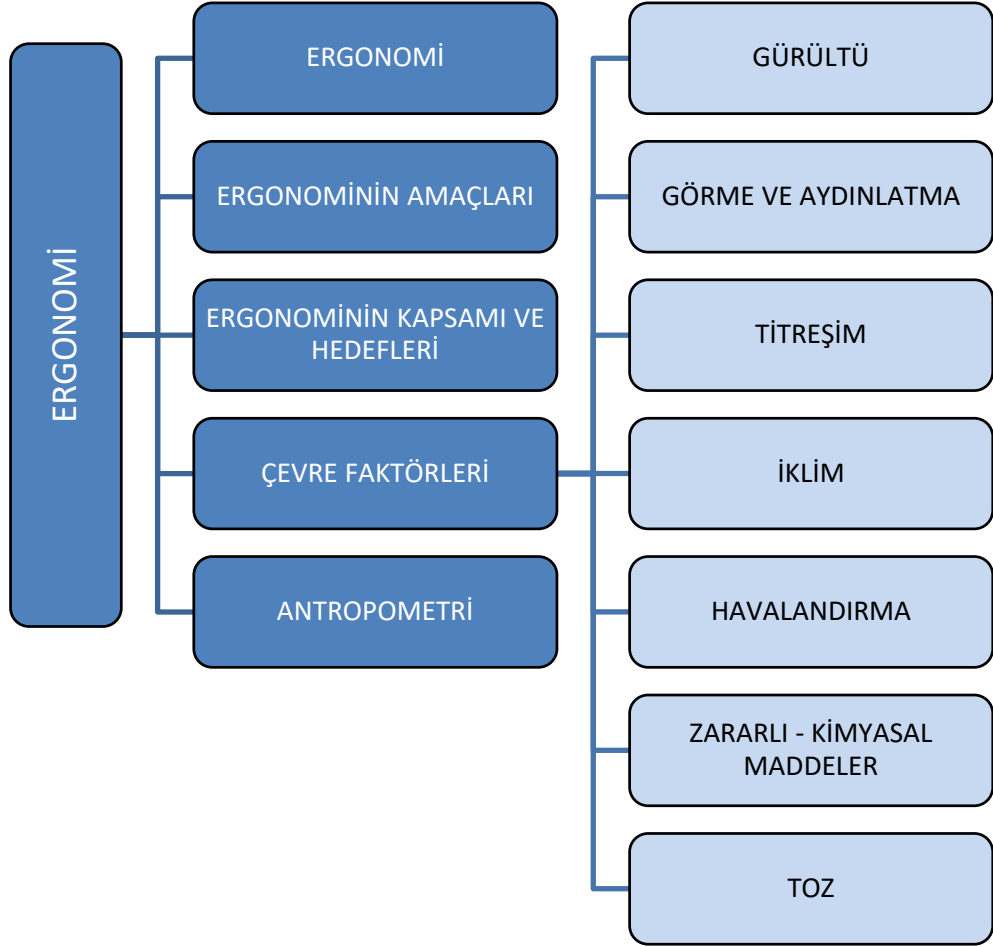 ERGONOMİ
ERGONOMİ
ERGONOMİNİN AMAÇLARI
ERGONOMİNİN KAPSAMI VE
HEDEFLERİ
ÇEVRE FAKTÖRLERİ
ANTROPOMETRİ
GÜRÜLTÜ
GÖRME VE AYDINLATMA
TİTREŞİM
İKLİM
HAVALANDIRMA
ZARARLI - KİMYASAL
MADDELER
TOZ